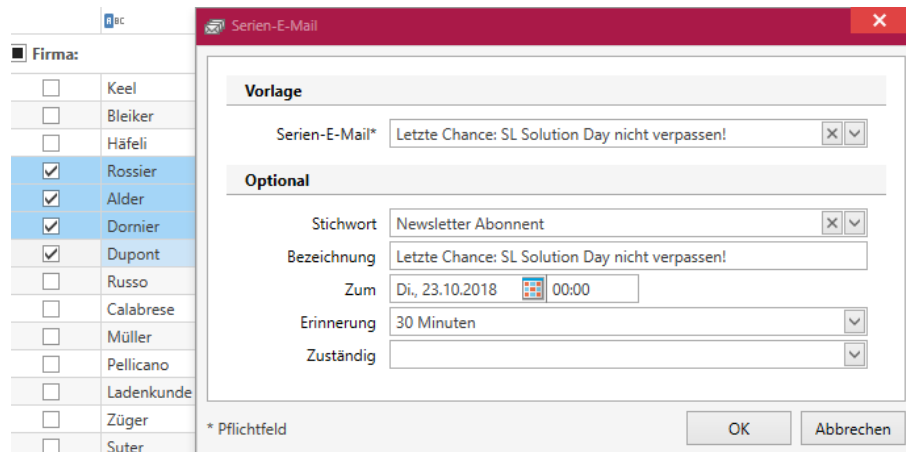 ABC
Firma:
Keel
Bleiker
Häfeli
Rossier
Alder
Dornier
Dupont
Russo
Calabrese
Müller
Pellicano
Ladenkunde
Züger
Suter
Serien-E-Mail
Vorlage
Serien-E-Mail* Letzte Chance: SL Solution Day nicht verpassen!
Optional
Stichwort Newsletter Abonnent
Bezeichnung Letzte Chance: SL Solution Day nicht verpassen!
Zum Di., 23.10.2018 00:00
Erinnerung 30 Minuten
Zuständig
* Pflichtfeld OK Abbrechen